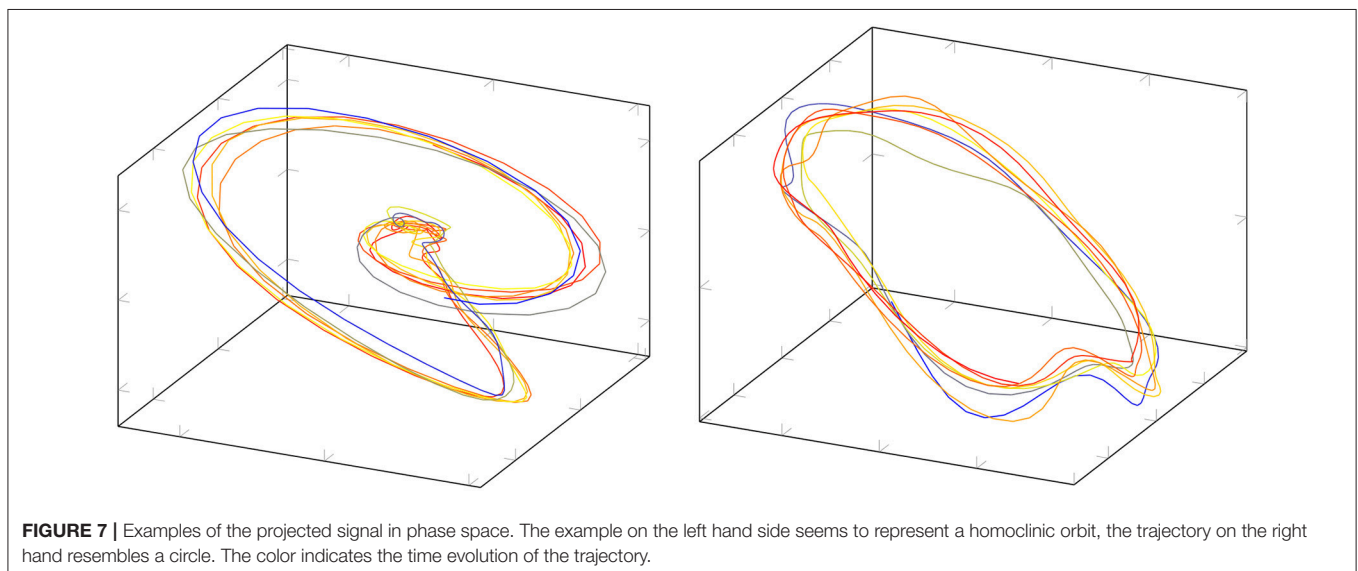 FIGURE 7 | Examples of the projected signal in phase space. The example on the left hand side seems to represent a homoclinic orbit, the trajectory on the right
hand resembles a circle. The color indicates the time evolution of the trajectory.